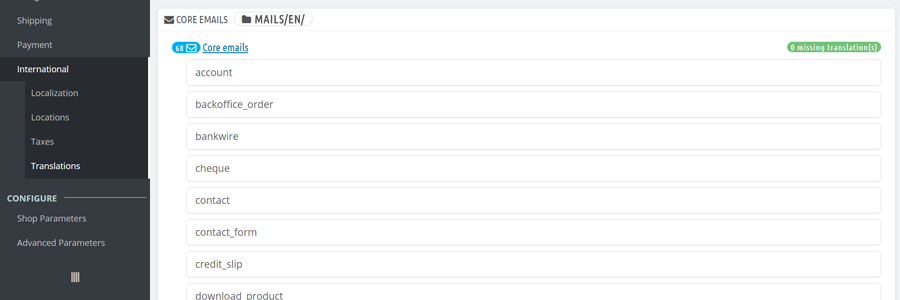 Shipping
Payment
International
Localization
Locations
Taxes
Translations
CONFIGURE
Shop Parameters
Advanced Parameters
CORE EMAILS MAILS/EN/
68 Core emails 0 missing translation(s)
account
backoffice_order
bankwire
cheque
contact
contact_form
credit_slip
download_product